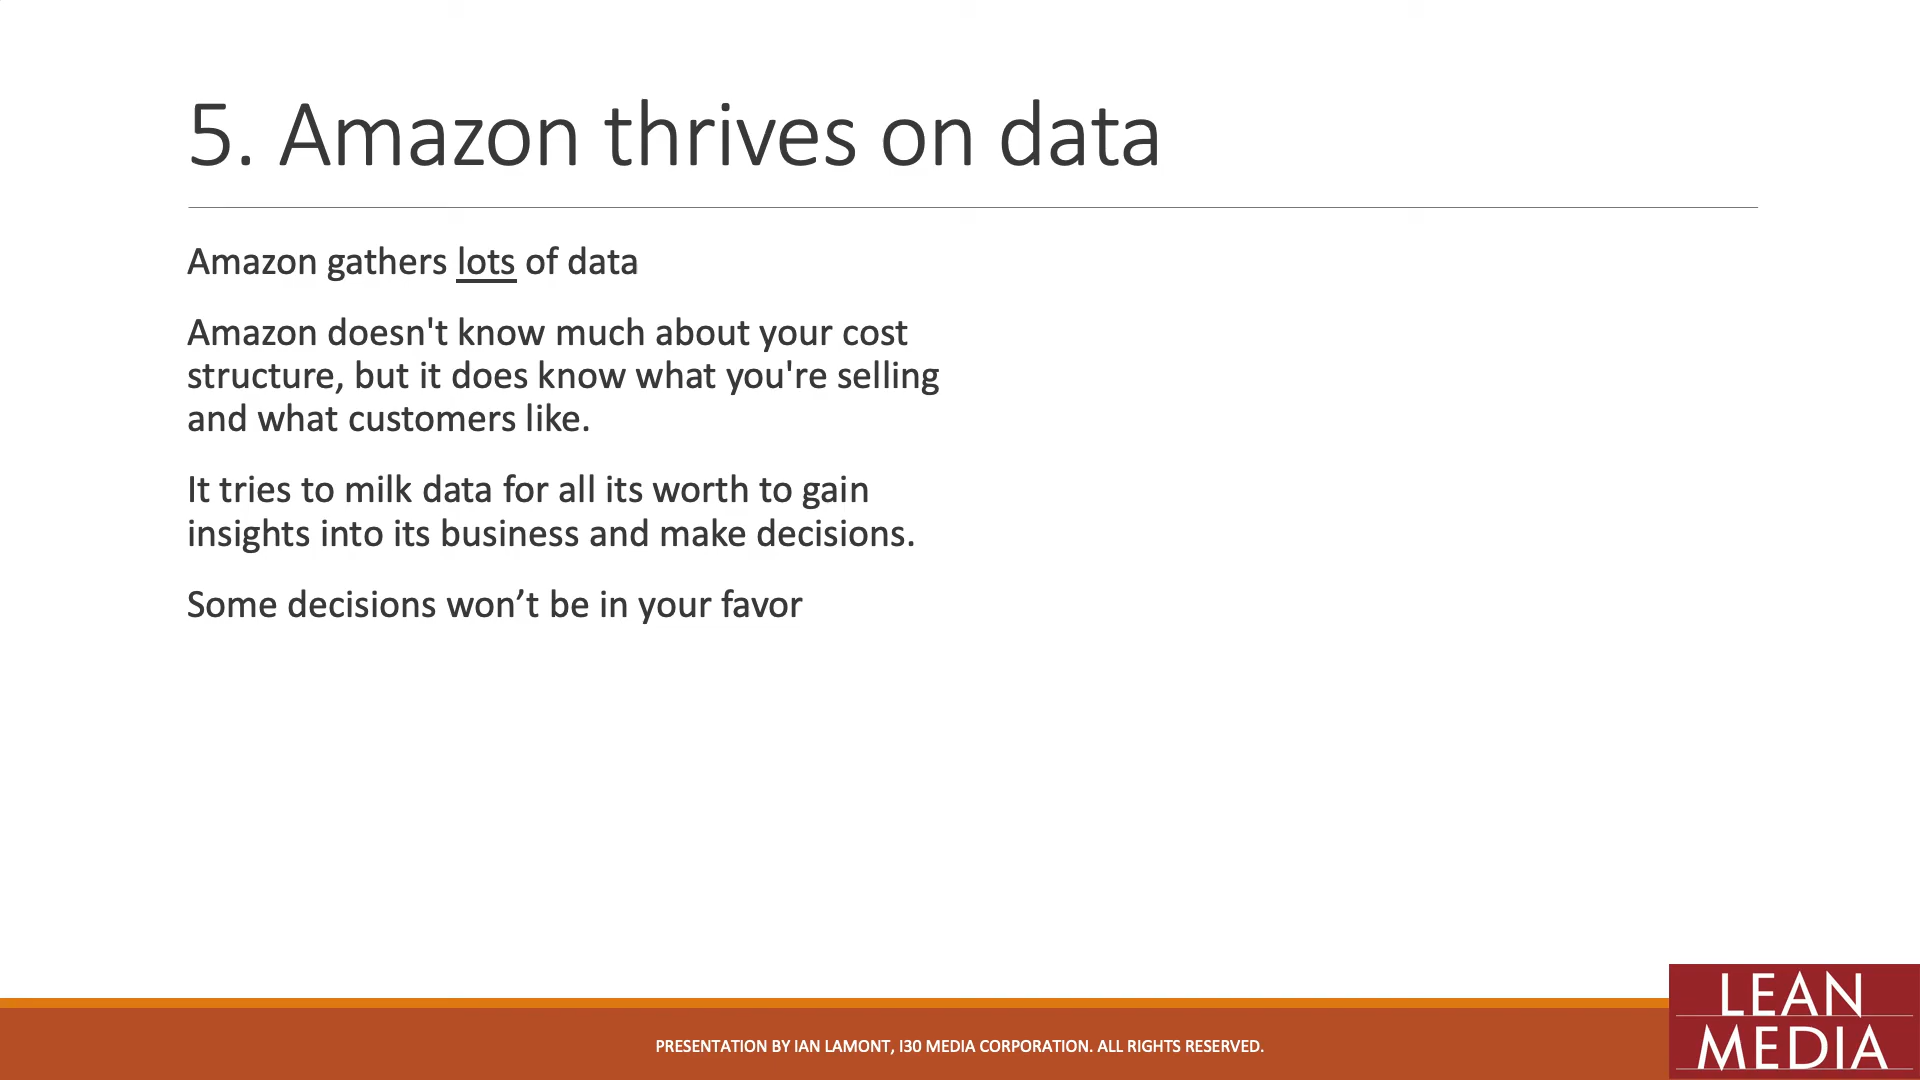 5. Amazon thrives on data
Amazon gathers lots of data
Amazon doesn't know much about your cost
structure, but it does know what you're selling
and what customers like.
It tries to milk data for all its worth to gain
insights into its business and make decisions.
Some decisions won’t be in your favor
PRESENTATION BY IAN LAMONT, I30 MEDIA CORPORATION. ALL RIGHTS RESERVED.
LEAN
MEDIA